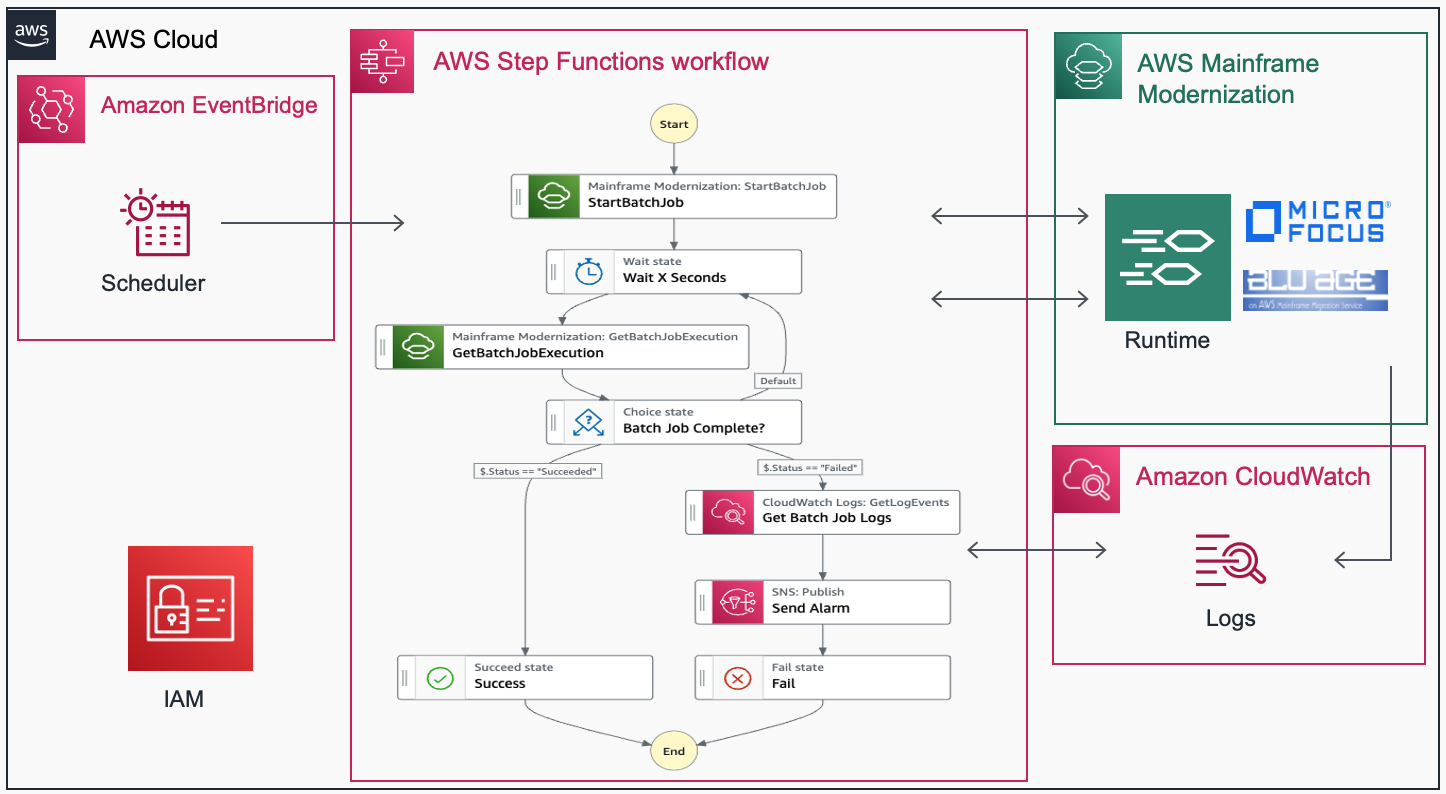 aws
AWS Cloud
Amazon EventBridge
Scheduler
IAM
AWS Step Functions workflow
Start
Mainframe Modernization: StartBatchJob
StartBatchJob
Wait state
Wait X Seconds
Mainframe Modernization: GetBatchJobExecution
GetBatchJobExecution
Default
Choice state
Batch Job Complete?
$.Status == "Succeeded"
$.Status == "Failed"
CloudWatch Logs: GetLogEvents
Get Batch Job Logs
SNS: Publish
Send Alarm
Succeed state
Success
Fail state
Fail
End
AWS Mainframe
Modernization
MICRO
FOCUS®
BLU AGE
on AWS Mainframe Migration Service
Runtime
Amazon CloudWatch
Logs